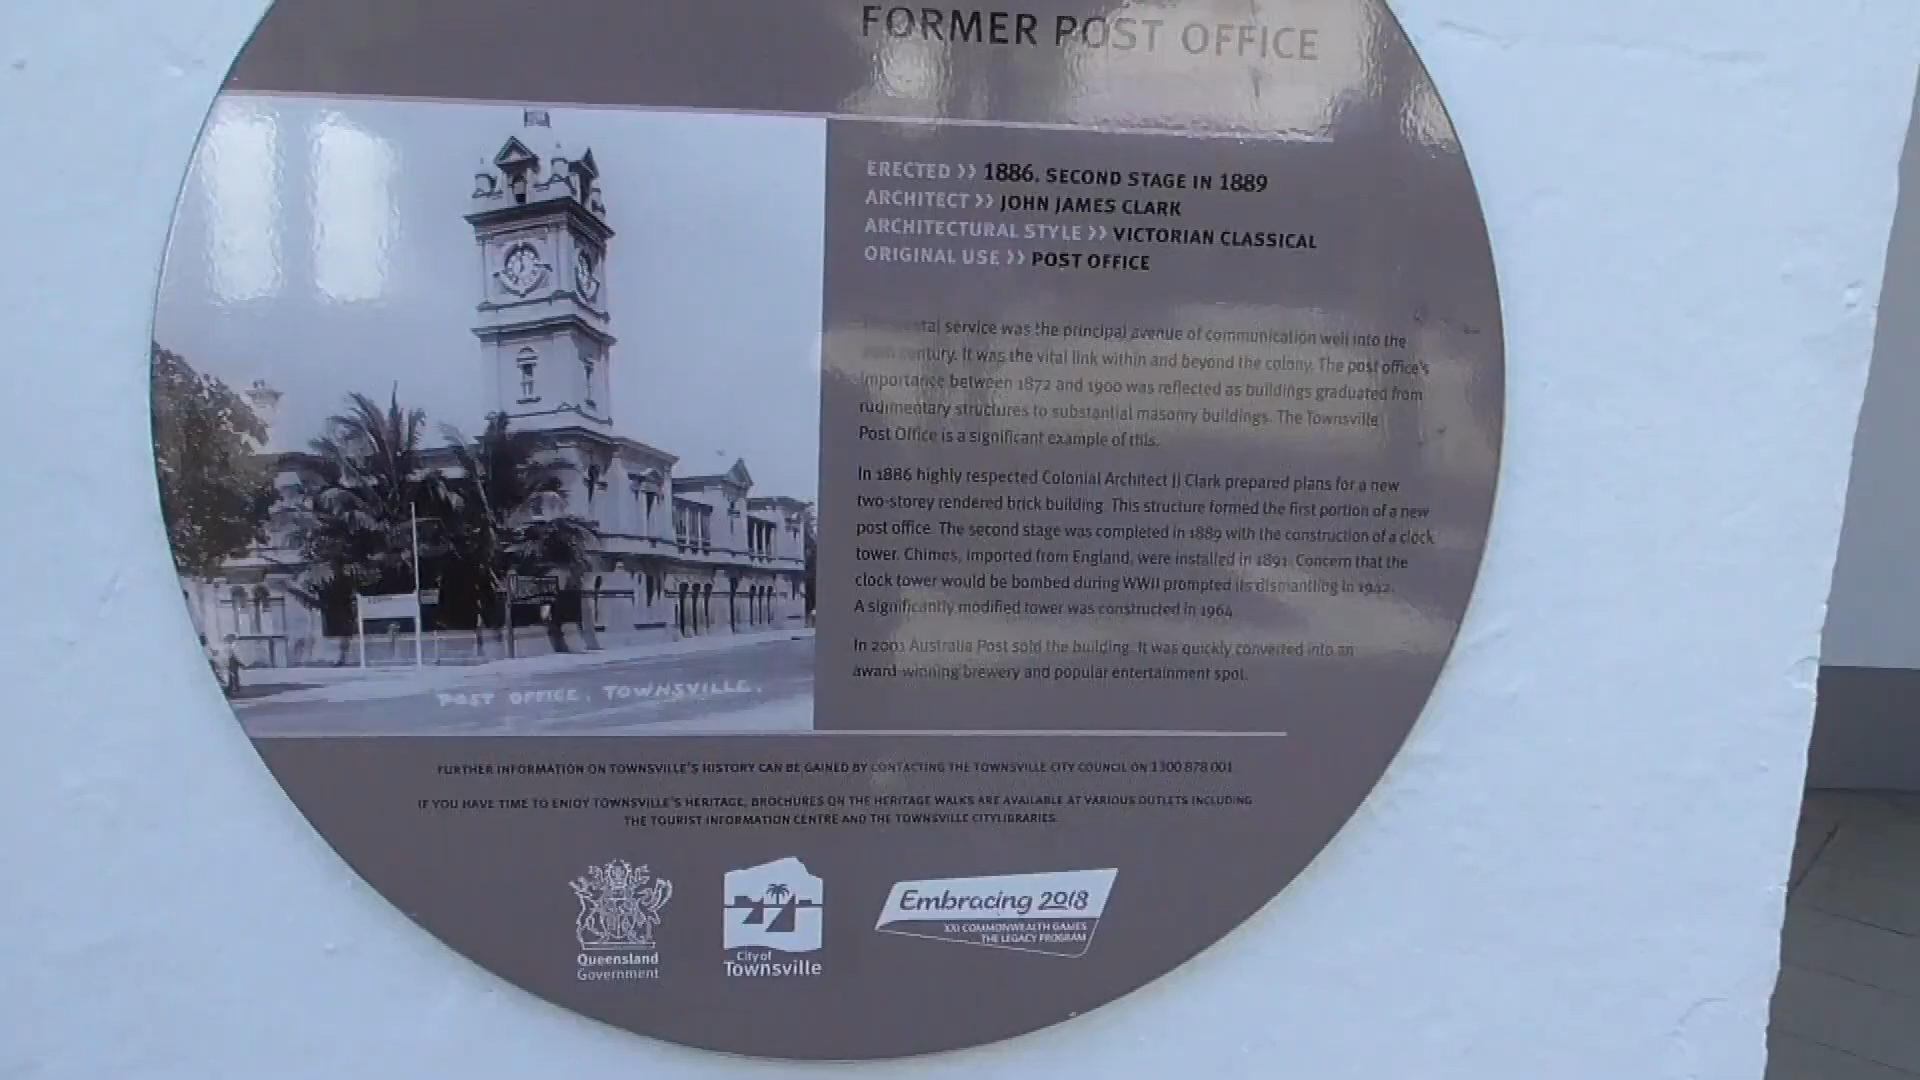 FORMER POST OFFICE
ERECTED >> 1886. SECOND STAGE IN 1889
ARCHITECT >> JOHN JAMES CLARK
ARCHITECTURAL STYLE >> VICTORIAN CLASSICAL
ORIGINAL USE >> POST OFFICE
service was the principal avenue of communication well into the
century. It was the vital link within and beyond the colony. The post office's
importance between 1872 and 1900 was reflected as buildings graduated from
rudimentary structures to substantial masonry buildings. The Townsville
Post Office is a significant example of this.
In 1886 highly respected Colonial Architect JJ Clark prepared plans for a new
two-storey rendered brick building. This structure formed the first portion of a new
post office. The second stage was completed in 1889 with the construction of a clock
tower. Chimes, imported from England, were installed in 1891. Concern that the
clock tower would be bombed during WWII prompted its dismantling in 1942.
A significantly modified tower was constructed in 1964.
In 2001 Australia Post sold the building. It was quickly converted into an
award-winning brewery and popular entertainment spot.
POST OFFICE, TOWNSVILLE.
FURTHER INFORMATION ON TOWNSVILLE'S HISTORY CAN BE GAINED BY CONTACTING THE TOWNSVILLE CITY COUNCIL ON 1300 878 001
IF YOU HAVE TIME TO ENJOY TOWNSVILLE'S HERITAGE, BROCHURES ON THE HERITAGE WALKS ARE AVAILABLE AT VARIOUS OUTLETS INCLUDING
THE TOURIST INFORMATION CENTRE AND THE TOWNSVILLE CITYLIBRARIES.
Queensland
Government
City of
Townsville
Embracing 2018
XXI COMMONWEALTH GAMES
THE LEGACY PROGRAM